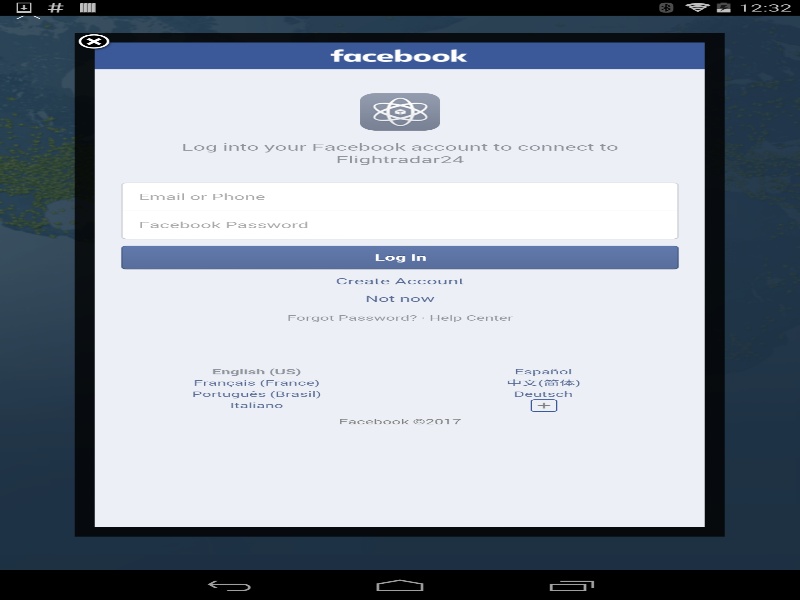 12:32
facebook
Log into your Facebook account to connect to
Flightradar24
Email or Phone
Facebook Password
Log In
Create Account
Not now
Forgot Password? · Help Center
English (US)
Español
Français (France)
中文(简体)
Português (Brasil)
Deutsch
Italiano
Facebook ©2017